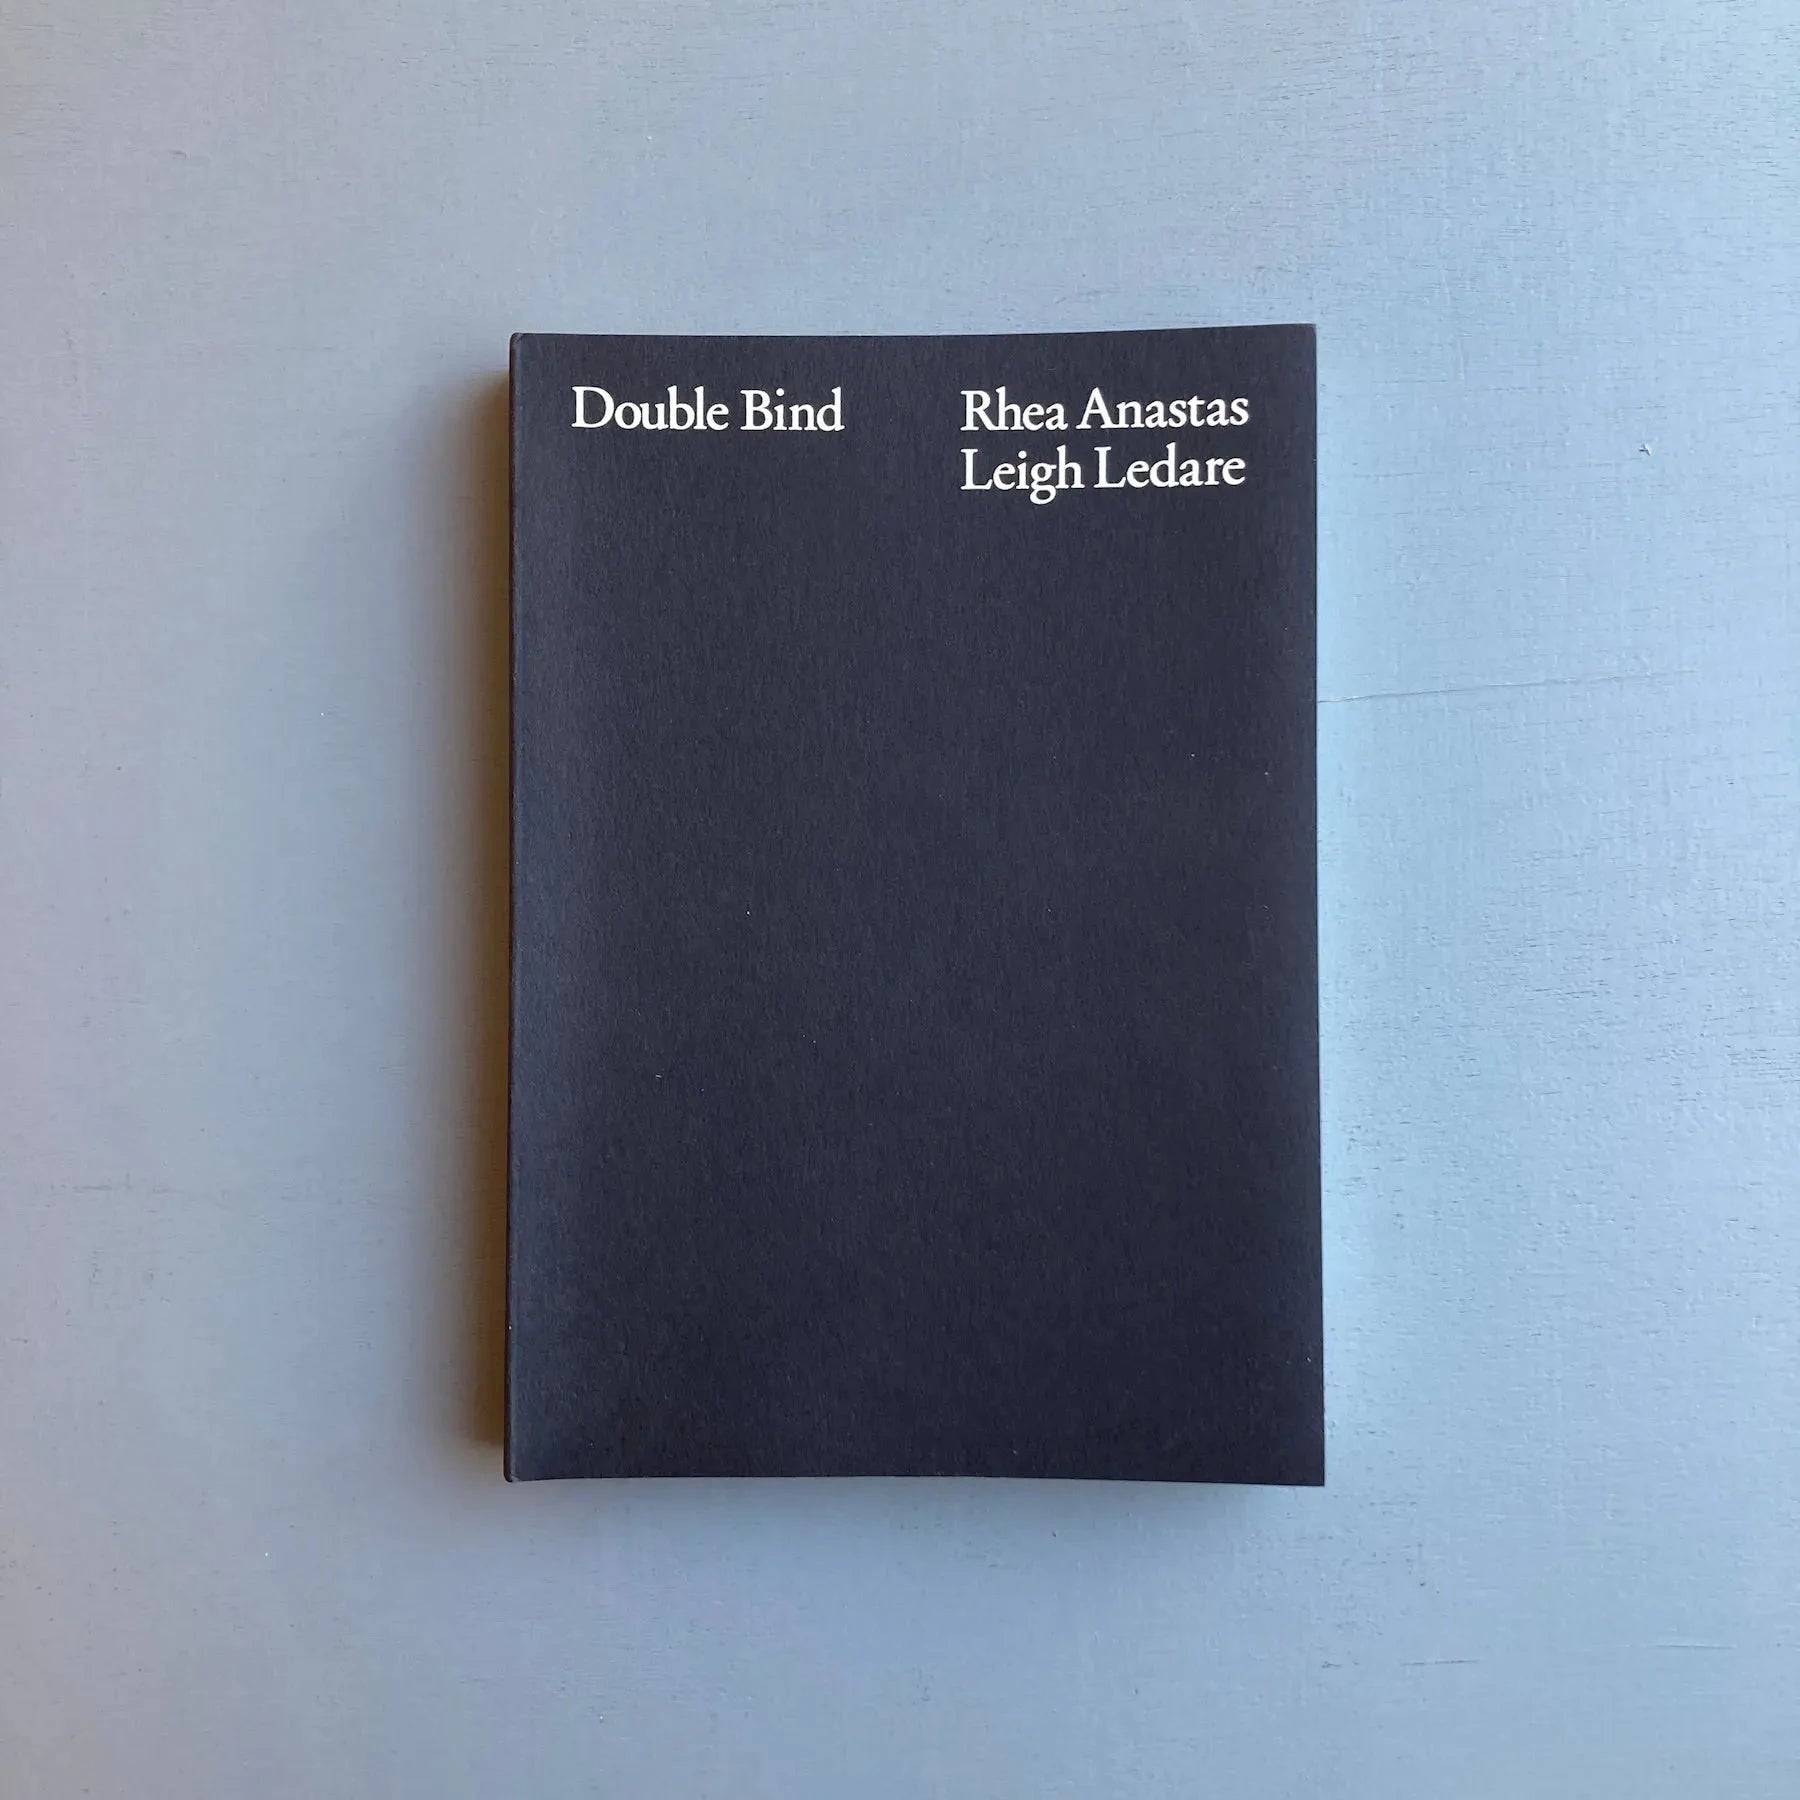 Double Bind
Rhea Anastas
Leigh Ledare